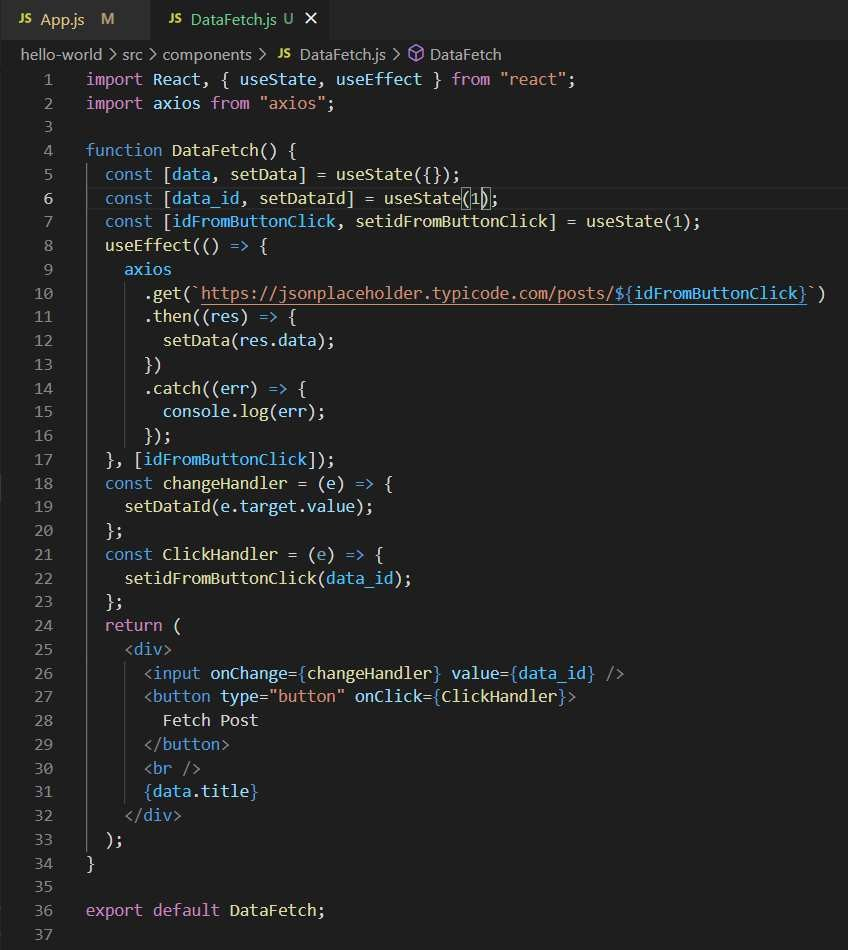 JS App.js M JS DataFetch.js U ×
hello-world > src > components > JS DataFetch.js > DataFetch
1 import React, { useState, useEffect } from "react";
2 import axios from "axios";
3
4 function DataFetch() {
5   const [data, setData] = useState({});
6   const [data_id, setDataId] = useState(1);
7   const [idFromButtonClick, setidFromButtonClick] = useState(1);
8   useEffect(() => {
9     axios
10       .get(`https://jsonplaceholder.typicode.com/posts/${idFromButtonClick}`)
11       .then((res) => {
12         setData(res.data);
13       })
14       .catch((err) => {
15         console.log(err);
16       });
17   }, [idFromButtonClick]);
18   const changeHandler = (e) => {
19     setDataId(e.target.value);
20   };
21   const ClickHandler = (e) => {
22     setidFromButtonClick(data_id);
23   };
24   return (
25     <div>
26       <input onChange={changeHandler} value={data_id} />
27       <button type="button" onClick={ClickHandler}>
28         Fetch Post
29       </button>
30       <br />
31       {data.title}
32     </div>
33   );
34 }
35
36 export default DataFetch;
37